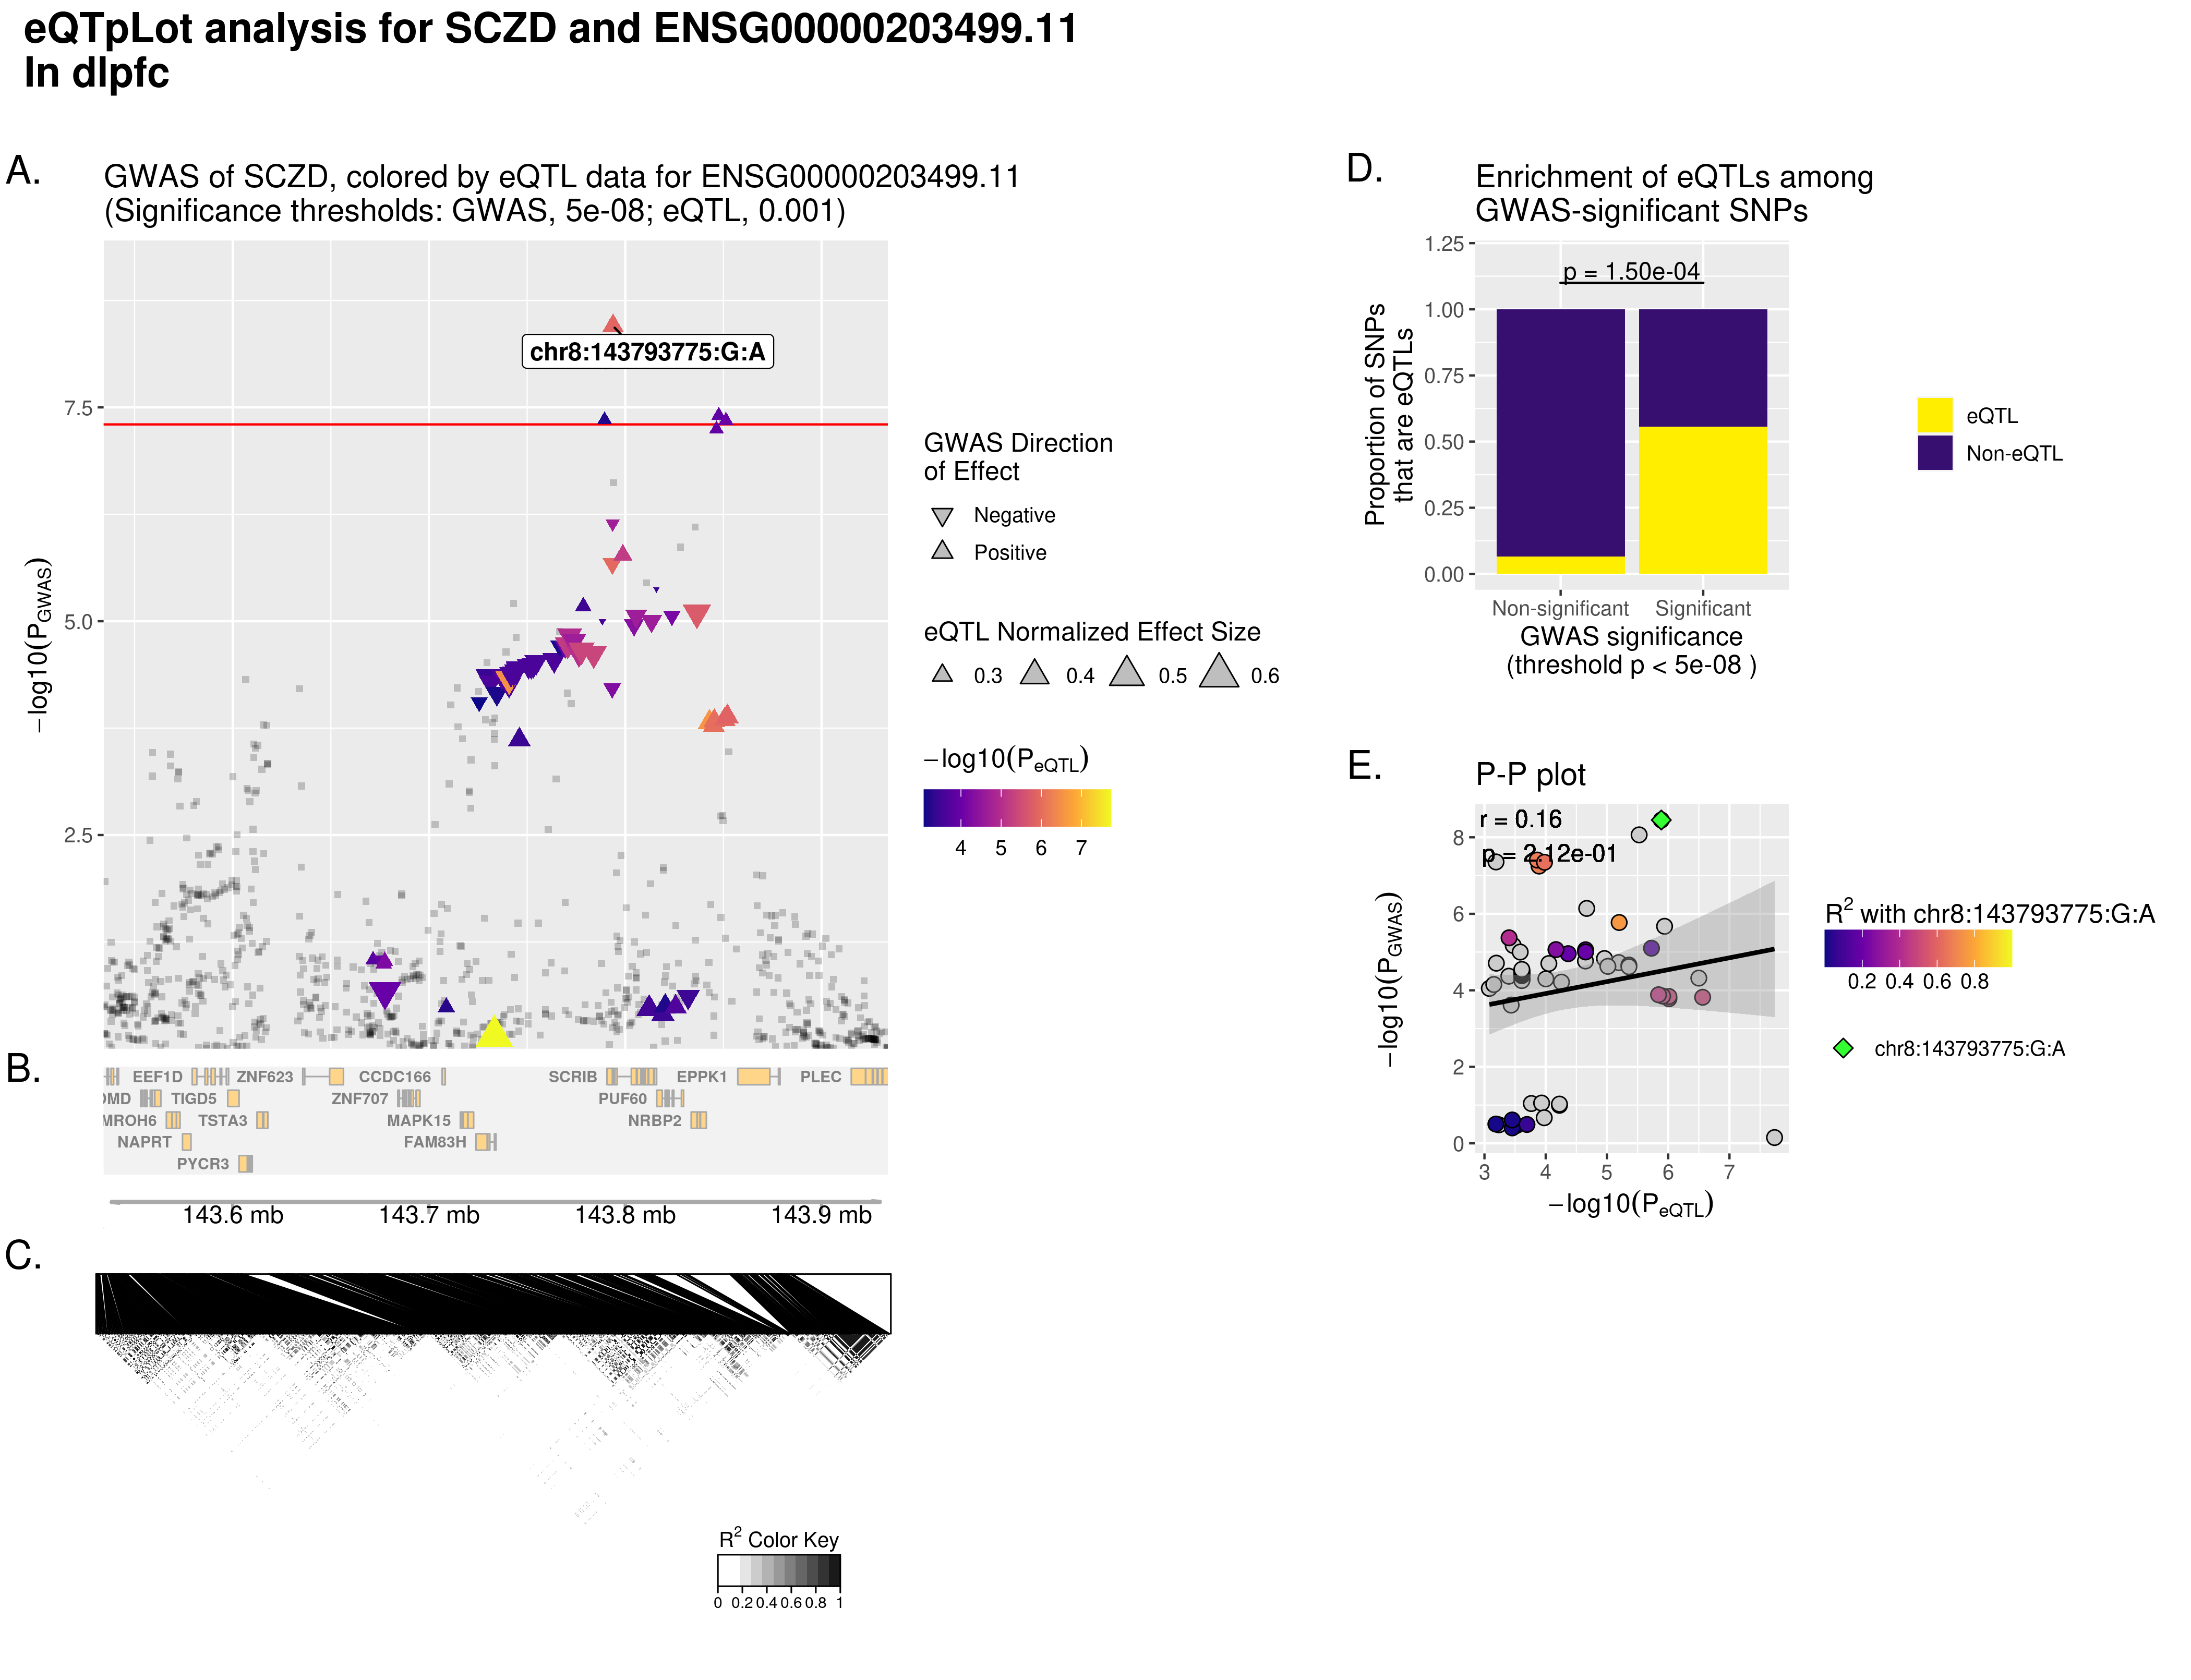 eQTpLot analysis for SCZD and ENSG00000203499.11
In dlpfc
A.
GWAS of SCZD, colored by eQTL data for ENSG00000203499.11
(Significance thresholds: GWAS, 5e-08; eQTL, 0.001)
−log10(PGWAS)
7.5
5.0
2.5
chr8:143793775:G:A
GWAS Direction
of Effect
Negative
Positive
eQTL Normalized Effect Size
0.3 0.4 0.5 0.6
−log10(PeQTL)
4 5 6 7
B.
EEF1D ZNF623 CCDC166 SCRIB EPPK1 PLEC
TIGD5 ZNF707 PUF60
MROH6 TSTA3 MAPK15 NRBP2
NAPRT FAM83H
PYCR3
143.6 mb 143.7 mb 143.8 mb 143.9 mb
C.
R2 Color Key
0 0.2 0.4 0.6 0.8 1
D.
Enrichment of eQTLs among
GWAS-significant SNPs
Proportion of SNPs
that are eQTLs
1.25
1.00
0.75
0.50
0.25
0.00
p = 1.50e-04
Non-significant Significant
GWAS significance
(threshold p < 5e-08 )
eQTL
Non-eQTL
E.
P-P plot
r = 0.16
p = 2.12e-01
−log10(PGWAS)
8
6
4
2
0
3 4 5 6 7
−log10(PeQTL)
R2 with chr8:143793775:G:A
0.2 0.4 0.6 0.8
chr8:143793775:G:A